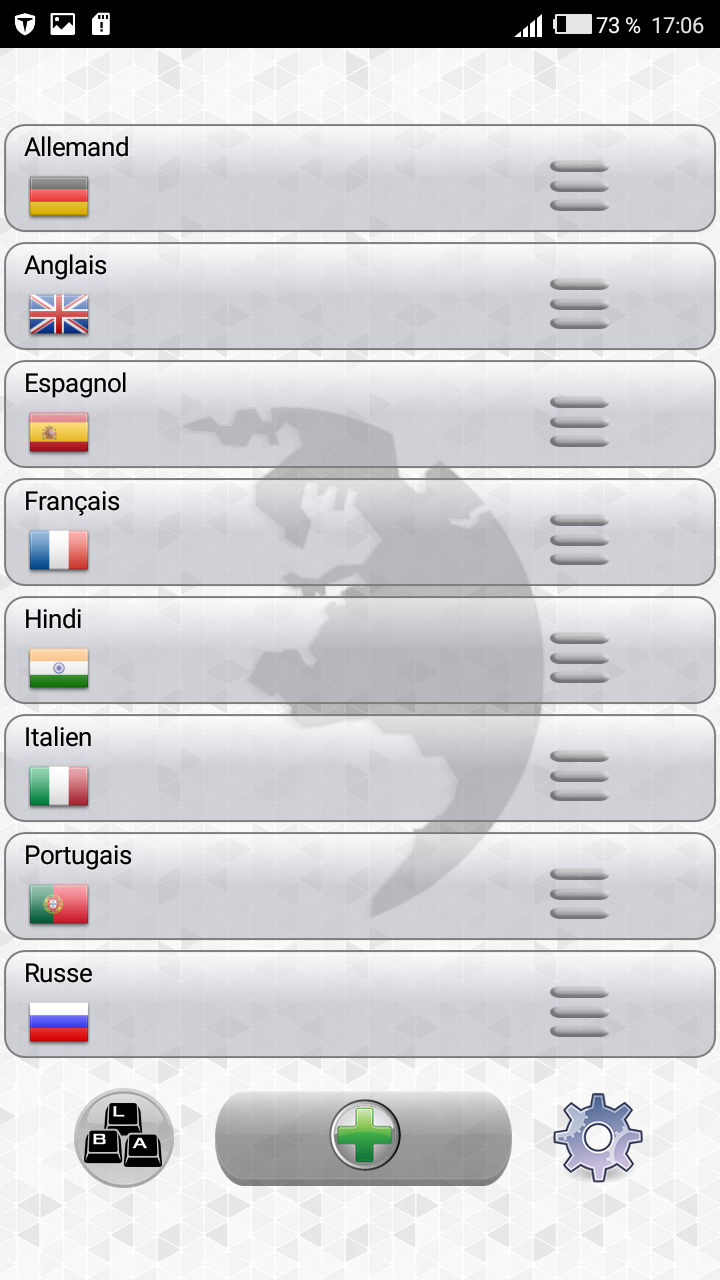 73 % 17:06
Allemand
Anglais
Espagnol
Français
Hindi
Italien
Portugais
Russe
L
B A